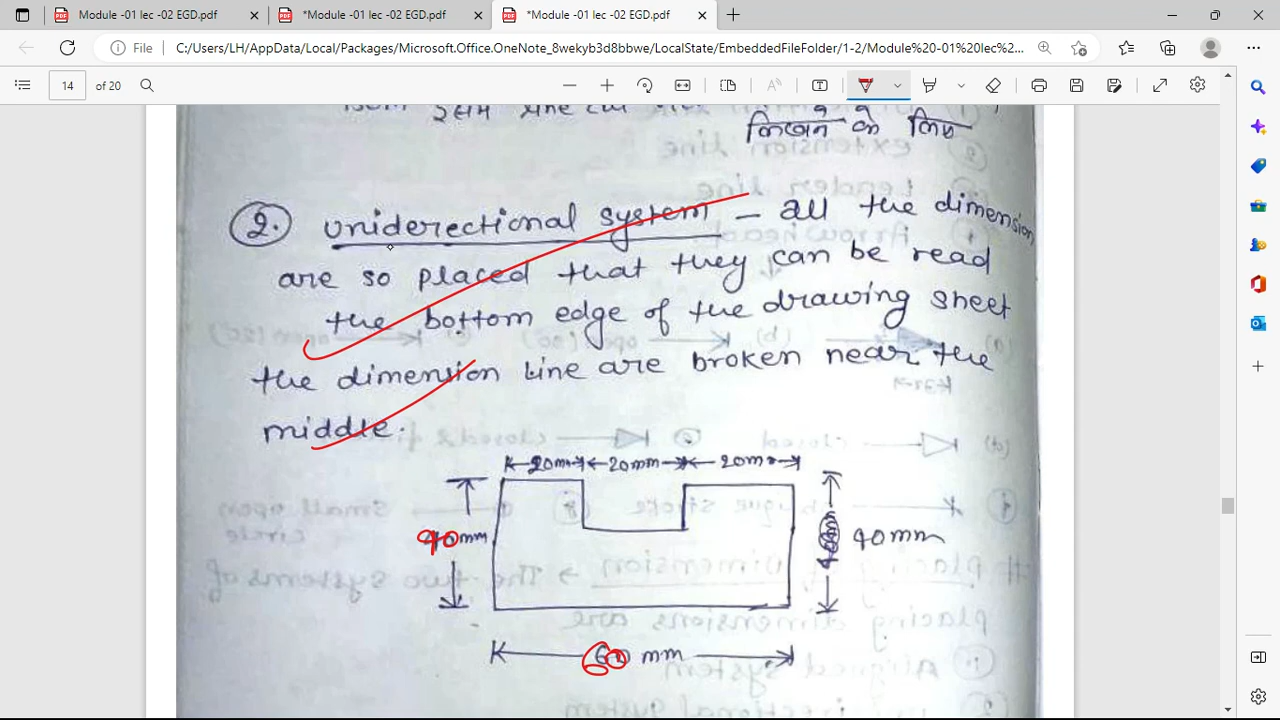 Module -01 lec -02 EGD.pdf
*Module -01 lec -02 EGD.pdf
*Module -01 lec -02 EGD.pdf
File
C:/Users/LH/AppData/Local/Packages/Microsoft.Office.OneNote_8wekyb3d8bbwe/LocalState/EmbeddedFileFolder/1-2/Module%20-01%20lec%2...
14 of 20
लिखने के लिए
2. Uniderectional system - all the dimension
are so placed that they can be read
the bottom edge of the drawing sheet
the dimension line are broken near the
middle.
20mm 20mm 20mm
40mm 40mm
60 mm